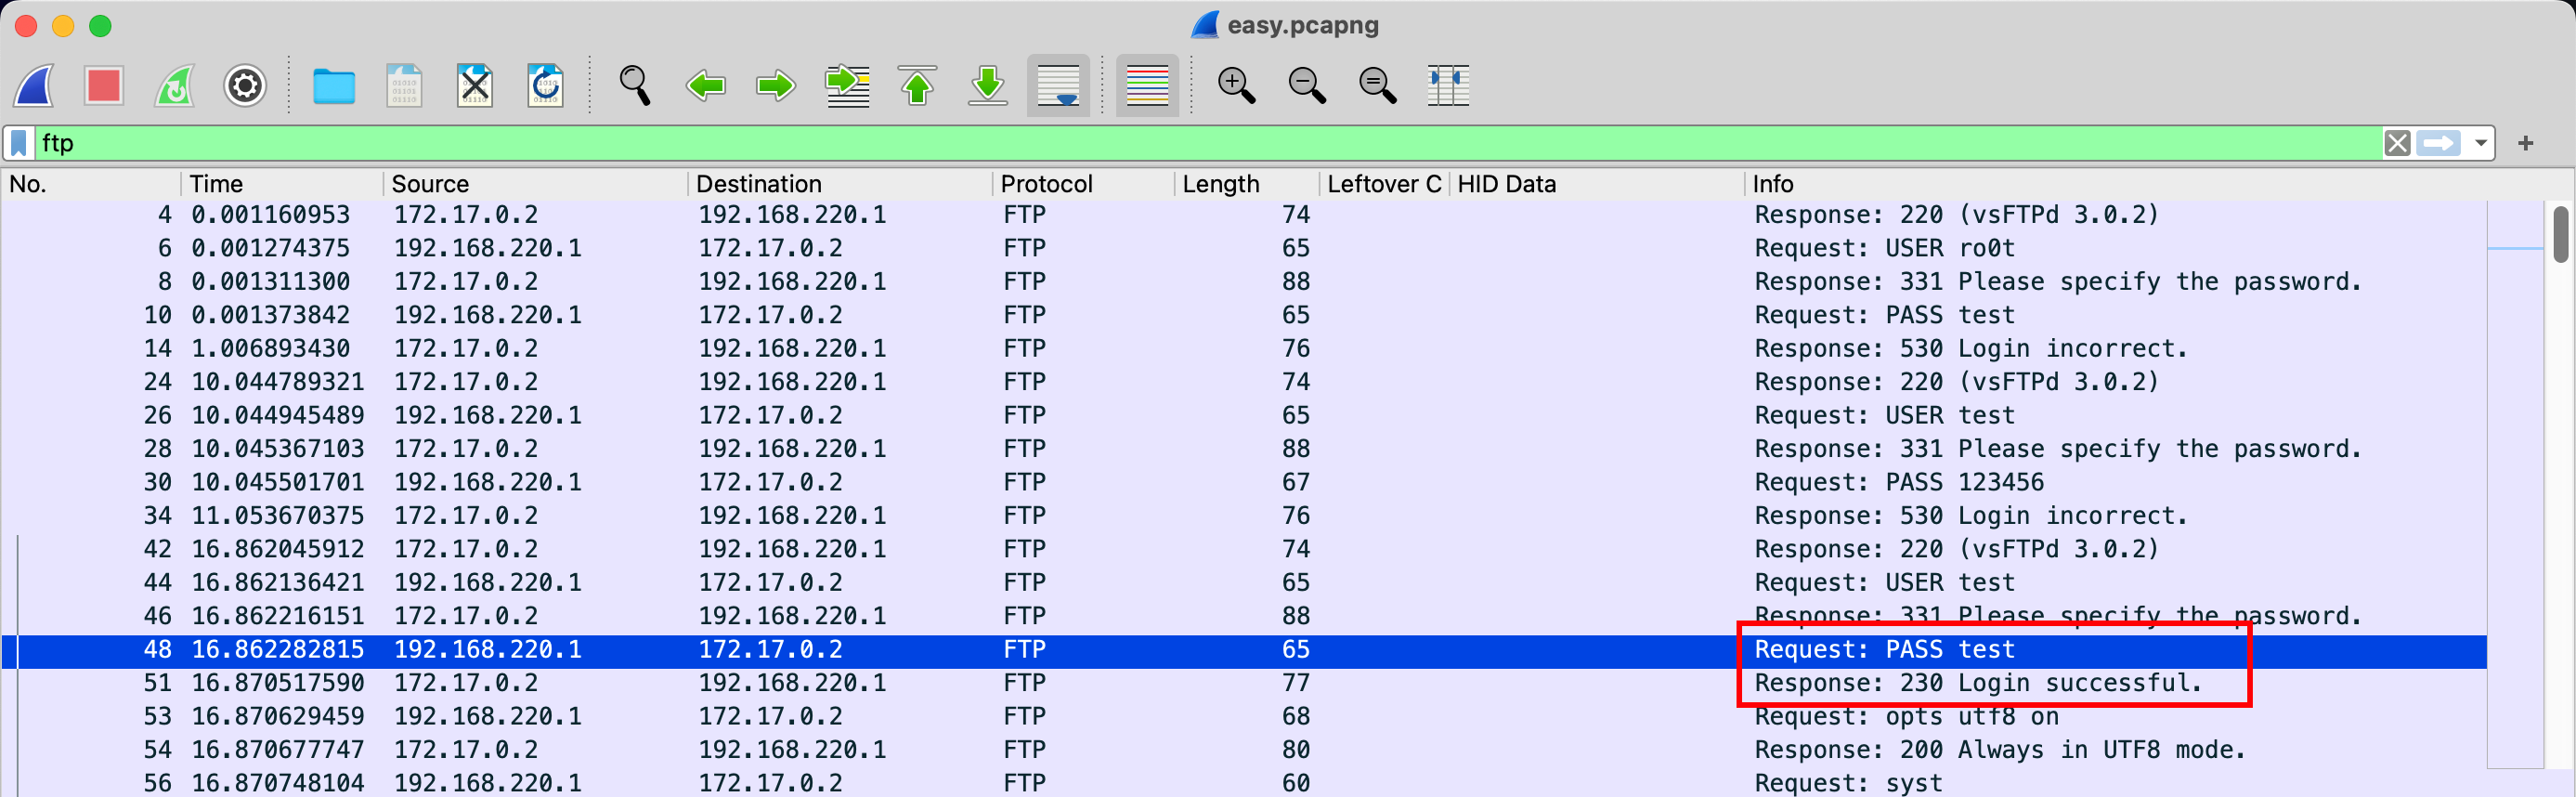 easy.pcapng
ftp
No. Time Source Destination Protocol Length Leftover C HID Data Info
4 0.001160953 172.17.0.2 192.168.220.1 FTP 74 Response: 220 (vsFTPd 3.0.2)
6 0.001274375 192.168.220.1 172.17.0.2 FTP 65 Request: USER ro0t
8 0.001311300 172.17.0.2 192.168.220.1 FTP 88 Response: 331 Please specify the password.
10 0.001373842 192.168.220.1 172.17.0.2 FTP 65 Request: PASS test
14 1.006893430 172.17.0.2 192.168.220.1 FTP 76 Response: 530 Login incorrect.
24 10.044789321 172.17.0.2 192.168.220.1 FTP 74 Response: 220 (vsFTPd 3.0.2)
26 10.044945489 192.168.220.1 172.17.0.2 FTP 65 Request: USER test
28 10.045367103 172.17.0.2 192.168.220.1 FTP 88 Response: 331 Please specify the password.
30 10.045501701 192.168.220.1 172.17.0.2 FTP 67 Request: PASS 123456
34 11.053670375 172.17.0.2 192.168.220.1 FTP 76 Response: 530 Login incorrect.
42 16.862045912 172.17.0.2 192.168.220.1 FTP 74 Response: 220 (vsFTPd 3.0.2)
44 16.862136421 192.168.220.1 172.17.0.2 FTP 65 Request: USER test
46 16.862216151 172.17.0.2 192.168.220.1 FTP 88 Response: 331 Please specify the password.
48 16.862282815 192.168.220.1 172.17.0.2 FTP 65 Request: PASS test
51 16.870517590 172.17.0.2 192.168.220.1 FTP 77 Response: 230 Login successful.
53 16.870629459 192.168.220.1 172.17.0.2 FTP 68 Request: opts utf8 on
54 16.870677747 172.17.0.2 192.168.220.1 FTP 80 Response: 200 Always in UTF8 mode.
56 16.870748104 192.168.220.1 172.17.0.2 FTP 60 Request: syst